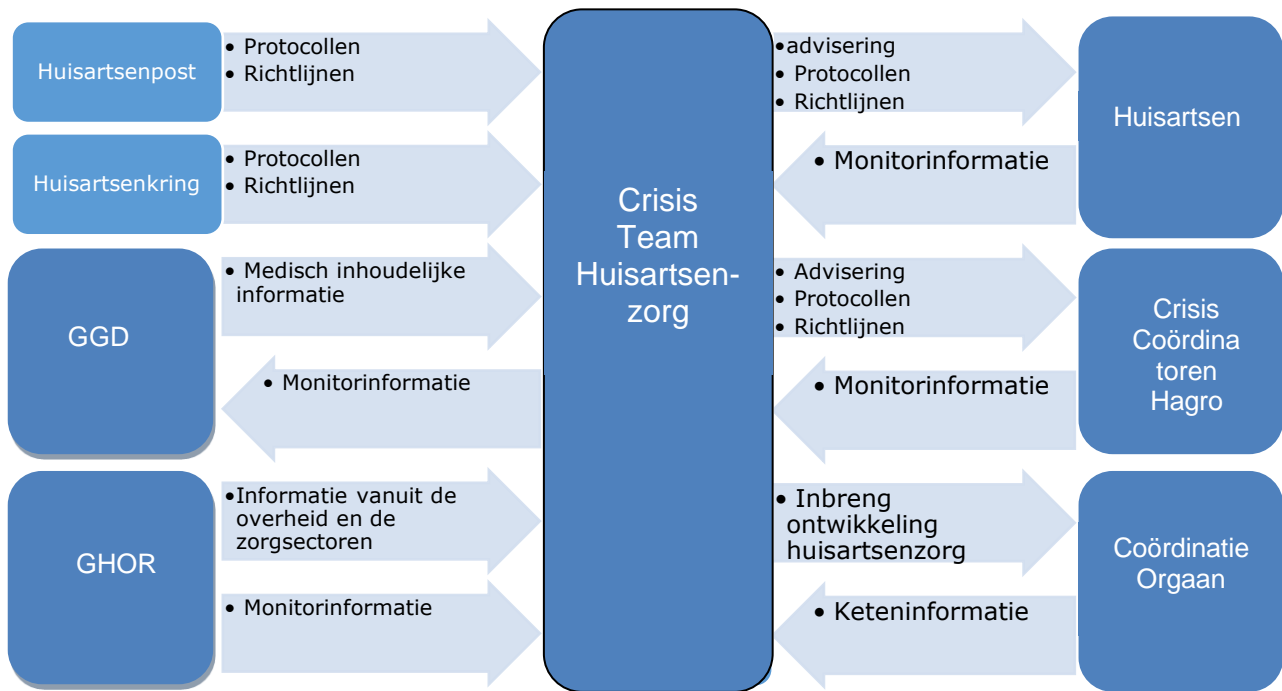 Huisartsenpost
• Protocollen
• Richtlijnen
Huisartsenkring
• Protocollen
• Richtlijnen
GGD
• Medisch inhoudelijke
informatie
• Monitorinformatie
GHOR
•Informatie vanuit de
overheid en de
zorgsectoren
• Monitorinformatie
Crisis
Team
Huisartsen-
zorg
•advisering
• Protocollen
• Richtlijnen
• Monitorinformatie
Huisartsen
• Advisering
• Protocollen
• Richtlijnen
• Monitorinformatie
Crisis
Coördina
toren
Hagro
• Inbreng
ontwikkeling
huisartsenzorg
• Keteninformatie
Coördinatie
Orgaan